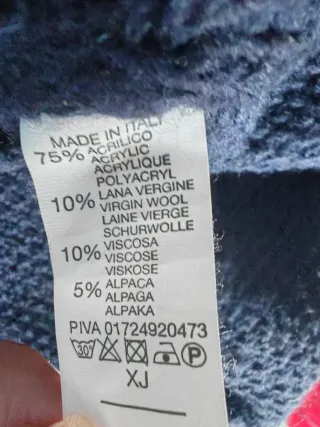 MADE IN ITALY
75% ACRILICO
ACRYLIC
ACRYLIQUE
POLYACRYL
10% LANA VERGINE
VIRGIN WOOL
LAINE VIERGE
SCHURWOLLE
10% VISCOSA
VISCOSE
VISKOSE
5% ALPACA
ALPAGA
ALPAKA
P.IVA 01724920473
30° P
XJ